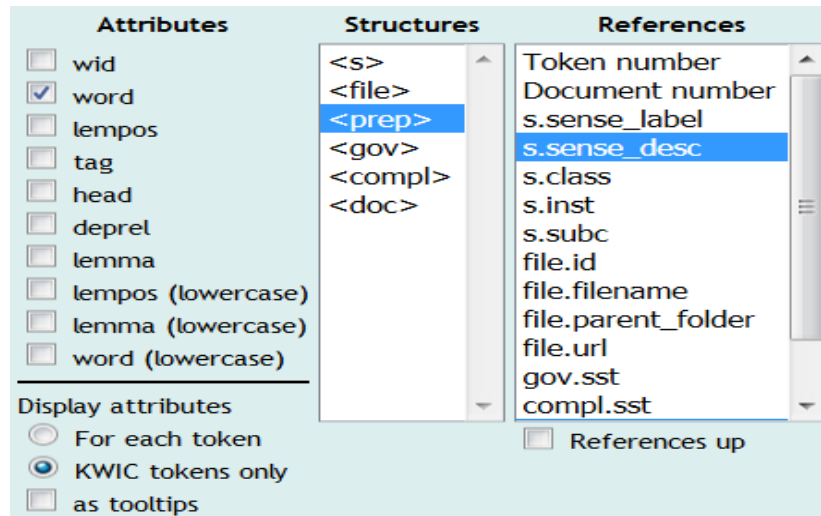 Attributes
wid
word
lempos
tag
head
deprel
lemma
lempos (lowercase)
lemma (lowercase)
word (lowercase)
Display attributes
For each token
KWIC tokens only
as tooltips
Structures
<s>
<file>
<prep>
<gov>
<compl>
<doc>
References
Token number
Document number
s.sense_label
s.sense_desc
s.class
s.inst
s.subc
file.id
file.filename
file.parent_folder
file.url
gov.sst
compl.sst
References up